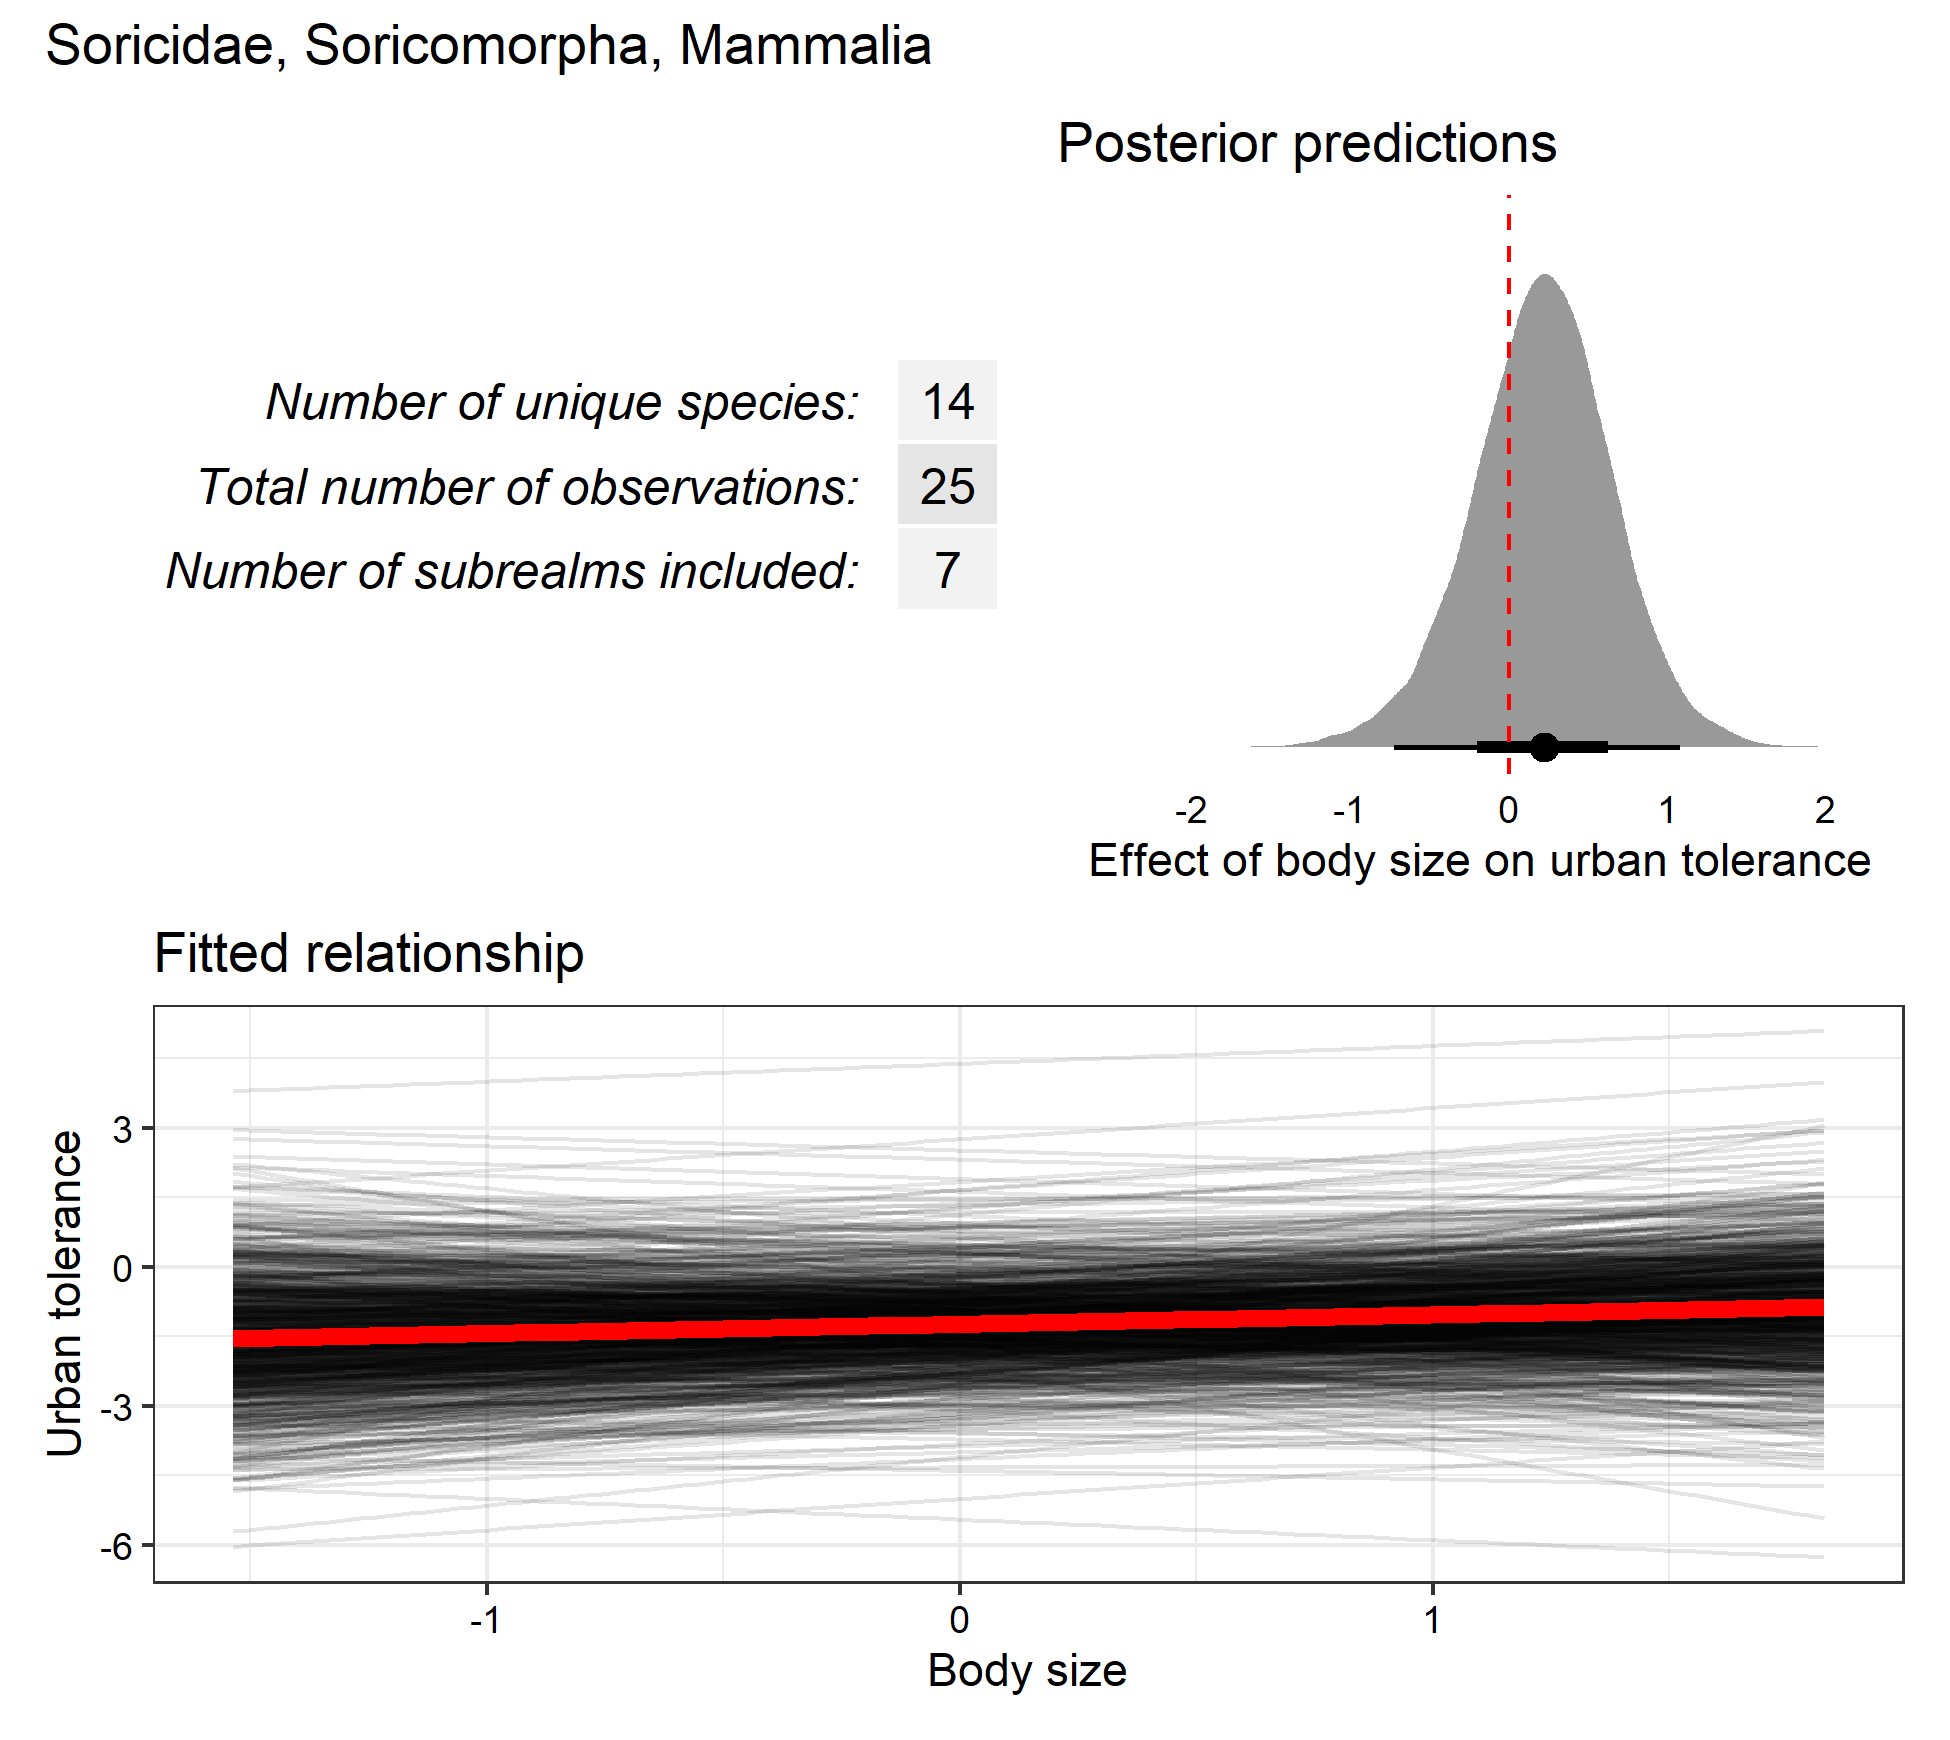 Soricidae, Soricomorpha, Mammalia
Posterior predictions
Number of unique species: 14
Total number of observations: 25
Number of subrealms included: 7
-2 -1 0 1 2
Effect of body size on urban tolerance
Fitted relationship
Urban tolerance
3
0
-3
-6
-1 0 1
Body size